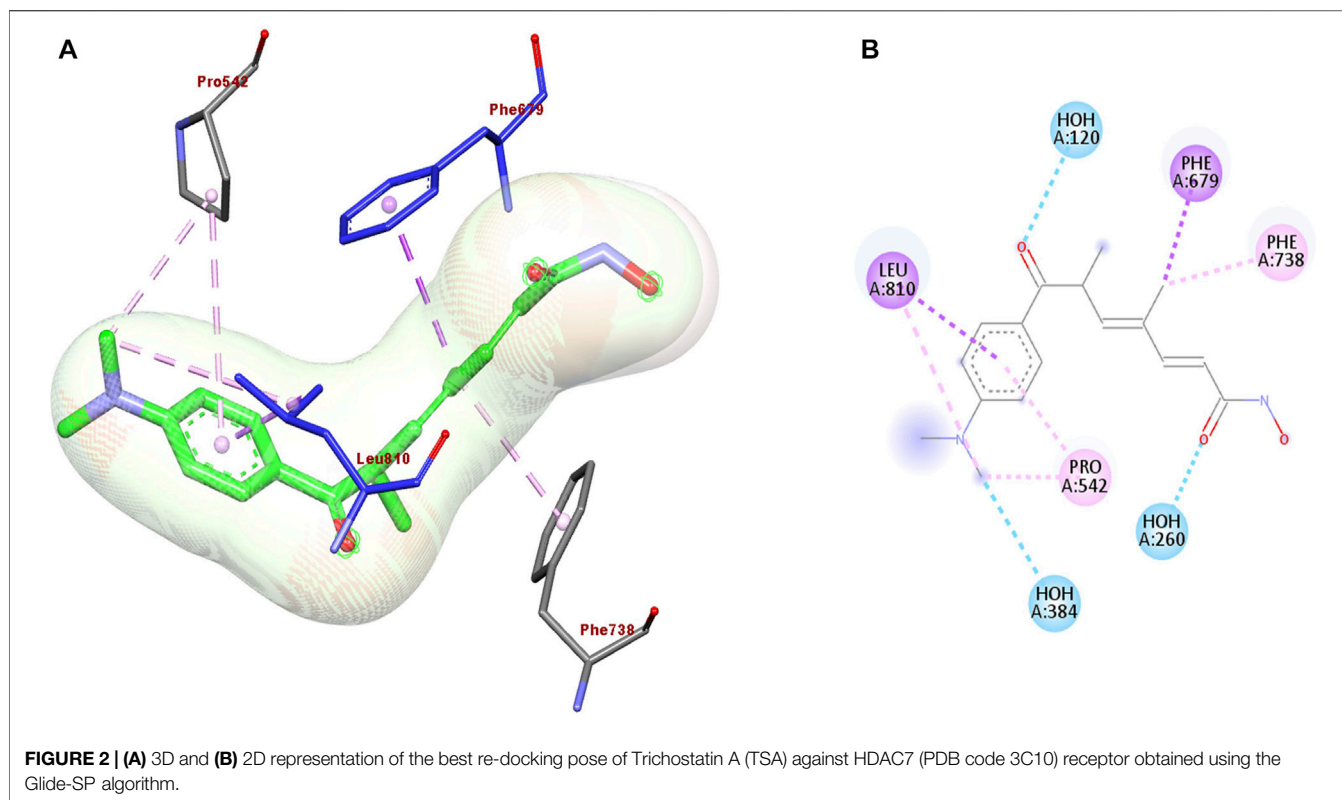 A
Pro542
Phe679
Leu810
Phe738
B
HOH
A:120
PHE
A:679
PHE
A:738
LEU
A:810
PRO
A:542
HOH
A:260
HOH
A:384
O
N
O
N
O
FIGURE 2 | (A) 3D and (B) 2D representation of the best re-docking pose of Trichostatin A (TSA) against HDAC7 (PDB code 3C10) receptor obtained using the
Glide-SP algorithm.